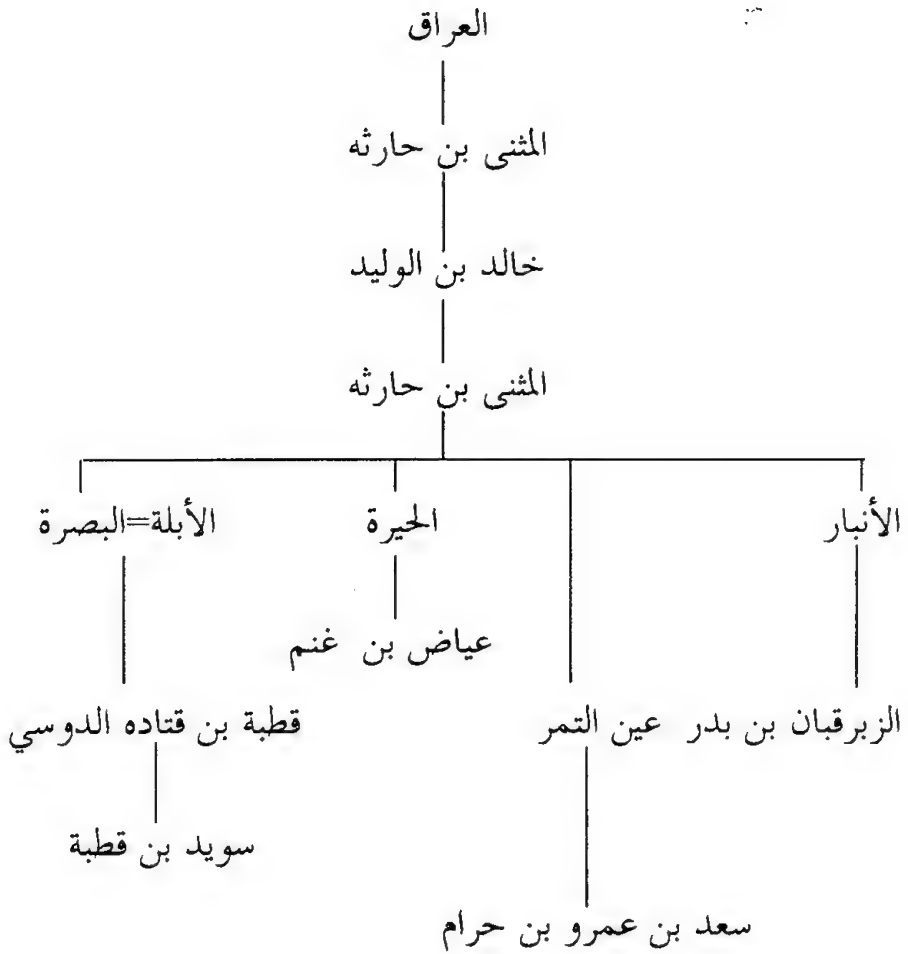 العراق
المثنى بن حارثه
خالد بن الوليد
المثنى بن حارثه
الأنبار
الحيرة
الأبلة=البصرة
عياض بن غنم
الزبرقبان بن بدر
عين التمر
قطبة بن قتاده الدوسي
سويد بن قطبة
سعد بن عمرو بن حرام